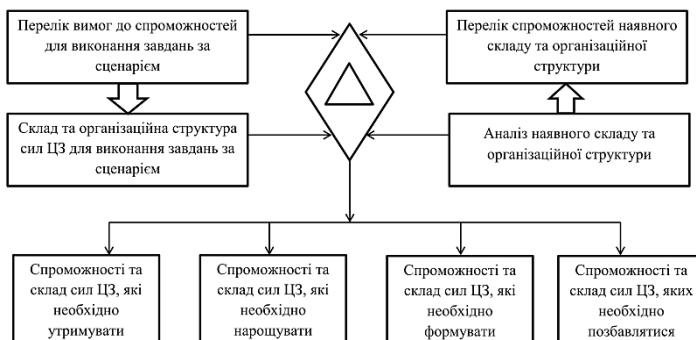 Перелік вимог до спроможностей
для виконання завдань за
сценарієм
Перелік спроможностей наявного
складу та організаційної
структури
Склад та організаційна структура
сил ЦЗ для виконання завдань за
сценарієм
Аналіз наявного складу та
організаційної структури
Спроможності та
склад сил ЦЗ, які
необхідно
утримувати
Спроможності та
склад сил ЦЗ, які
необхідно
нарощувати
Спроможності та
склад сил ЦЗ, які
необхідно
формувати
Спроможності та
склад сил ЦЗ, яких
необхідно
позбавлятися